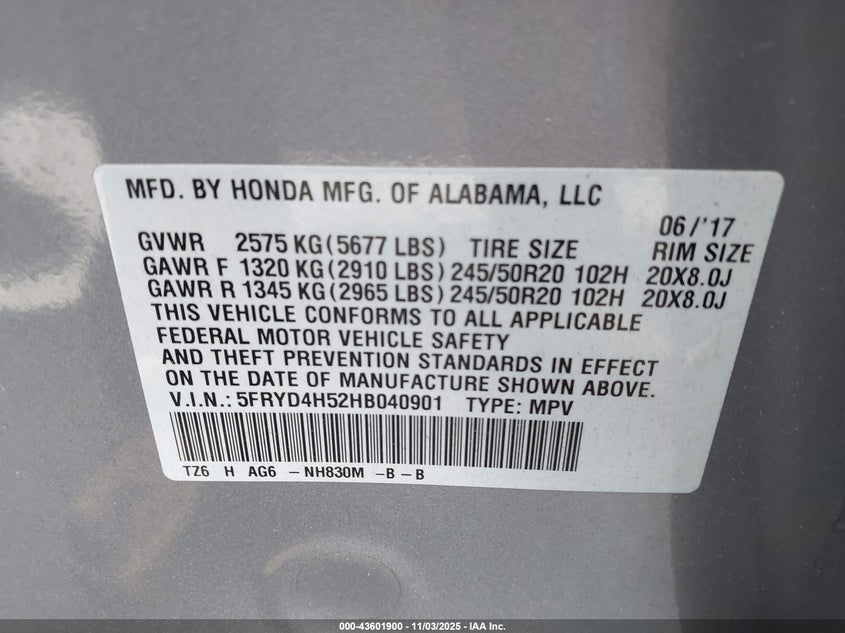 MFD. BY HONDA MFG. OF ALABAMA, LLC
06/'17
GVWR 2575 KG (5677 LBS) TIRE SIZE RIM SIZE
GAWR F 1320 KG (2910 LBS) 245/50R20 102H 20X8.0J
GAWR R 1345 KG (2965 LBS) 245/50R20 102H 20X8.0J
THIS VEHICLE CONFORMS TO ALL APPLICABLE
FEDERAL MOTOR VEHICLE SAFETY
AND THEFT PREVENTION STANDARDS IN EFFECT
ON THE DATE OF MANUFACTURE SHOWN ABOVE.
V.I.N.: 5FRYD4H52HB040901 TYPE: MPV
TZ6 H AG6 -NH830M -B-B
000-43601900 - 11/03/2025 - IAA Inc.